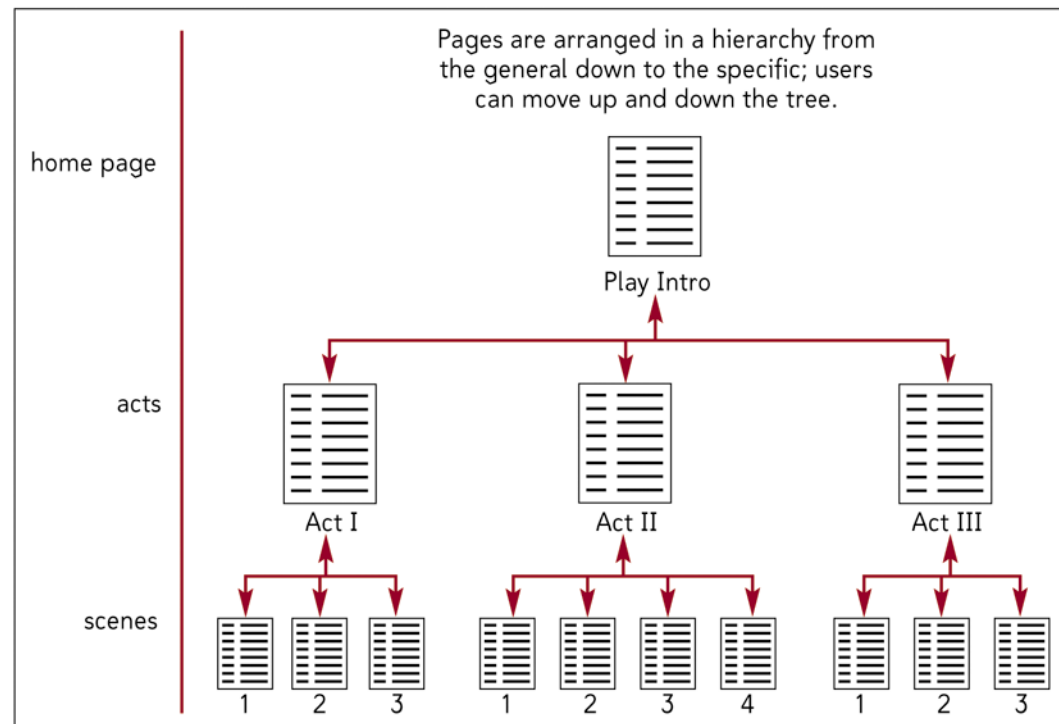 Pages are arranged in a hierarchy from
the general down to the specific; users
can move up and down the tree.
home page
Play Intro
acts
Act I
Act II
Act III
scenes
1 2 3 1 2 3 4 1 2 3